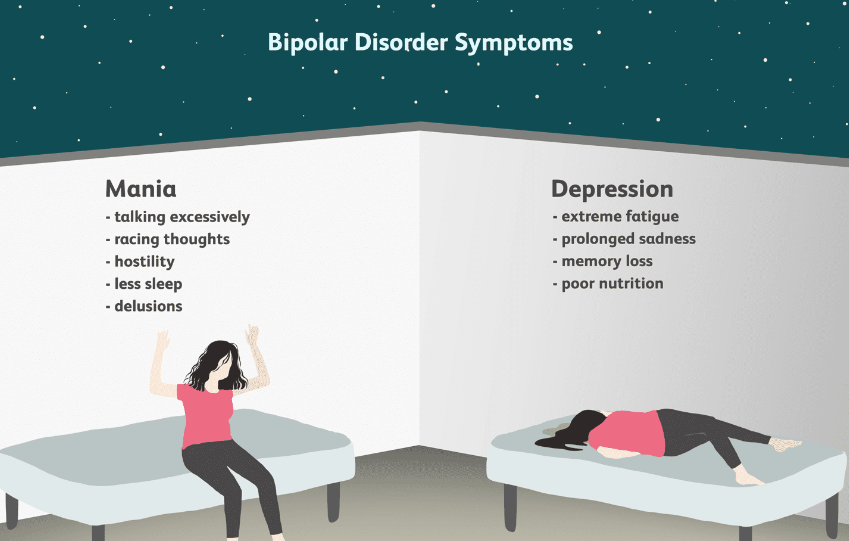 Bipolar Disorder Symptoms
Mania
- talking excessively
- racing thoughts
- hostility
- less sleep
- delusions
Depression
- extreme fatigue
- prolonged sadness
- memory loss
- poor nutrition